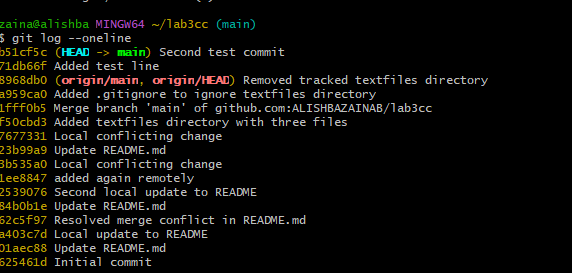 zaina@alishba MINGW64 ~/lab3cc (main)
$ git log --oneline
b51cf5c (HEAD -> main) Second test commit
71db66f Added test line
8968db0 (origin/main, origin/HEAD) Removed tracked textfiles directory
a959ca0 Added .gitignore to ignore textfiles directory
1fff0b5 Merge branch 'main' of github.com:ALISHBAZAINAB/lab3cc
f50cbd3 Added textfiles directory with three files
7677331 Local conflicting change
23b99a9 Update README.md
3b535a0 Local conflicting change
1ee8847 added again remotely
2539076 Second local update to README
84b0b1e Update README.md
62c5f97 Resolved merge conflict in README.md
a403c7d Local update to README
01aec88 Update README.md
625461d Initial commit